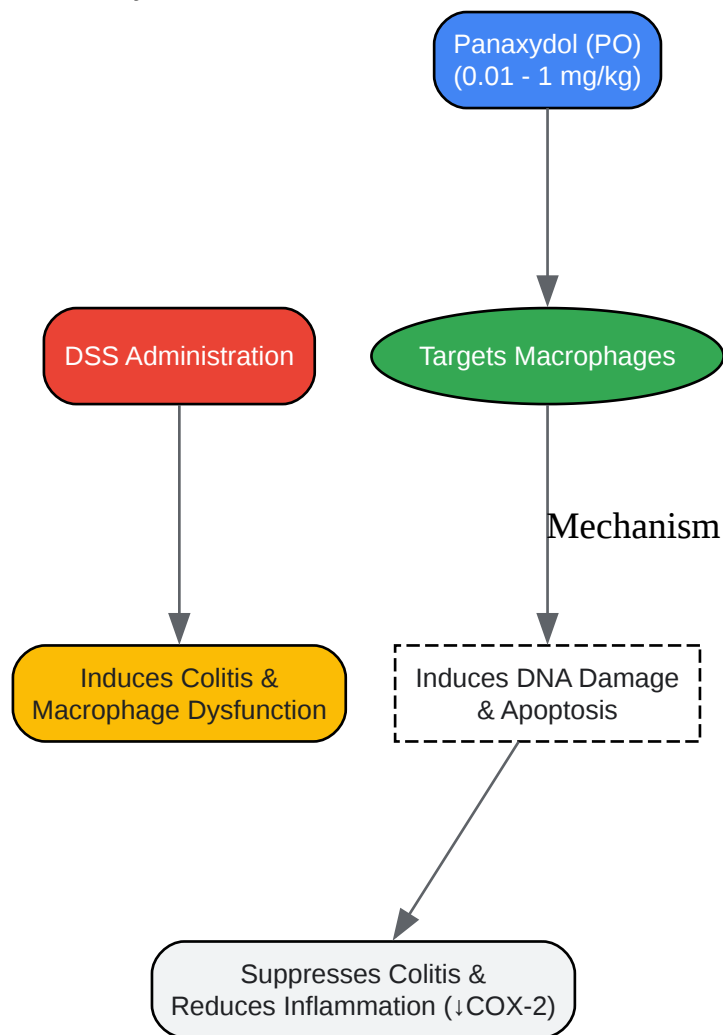 Panaxydol (PO)
(0.01 - 1 mg/kg)
DSS Administration
Targets Macrophages
Mechanism
Induces Colitis &
Macrophage Dysfunction
Induces DNA Damage
& Apoptosis
Suppresses Colitis &
Reduces Inflammation (↓COX-2)